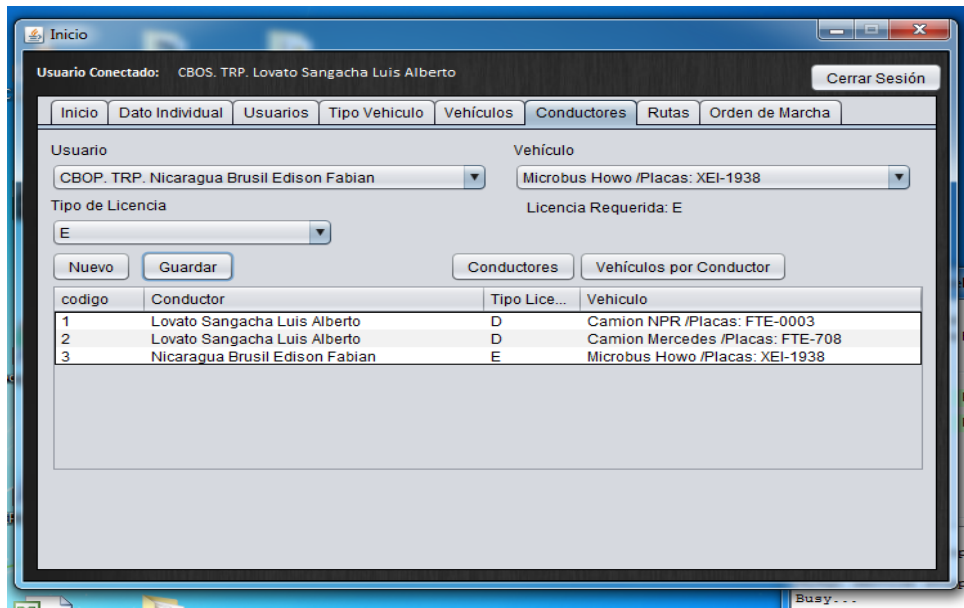 Inicio
Usuario Conectado: CBOS. TRP. Lovato Sangacha Luis Alberto
Cerrar Sesión
Inicio Dato Individual Usuarios Tipo Vehiculo Vehículos Conductores Rutas Orden de Marcha
Usuario Vehículo
CBOP. TRP. Nicaragua Brusil Edison Fabian Microbus Howo /Placas: XEI-1938
Tipo de Licencia Licencia Requerida: E
E
Nuevo Guardar Conductores Vehículos por Conductor
codigo Conductor Tipo Lice... Vehiculo
1 Lovato Sangacha Luis Alberto D Camion NPR /Placas: FTE-0003
2 Lovato Sangacha Luis Alberto D Camion Mercedes /Placas: FTE-708
3 Nicaragua Brusil Edison Fabian E Microbus Howo /Placas: XEI-1938
Busy...